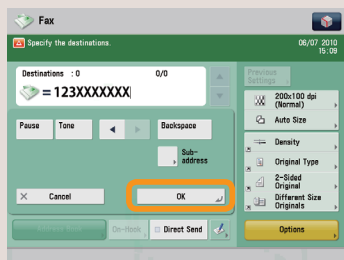 Fax
Specify the destinations.
06/07 2010
15:09
Destinations : 0
0/0
= 123XXXXXXX
Previous
Settings
200x100 dpi
(Normal)
Auto Size
Pause
Tone
Backspace
Sub-
address
Density
Original Type
2-Sided
Original
Different Size
Originals
× Cancel
OK
Address Book
On-Hook
Direct Send
Options